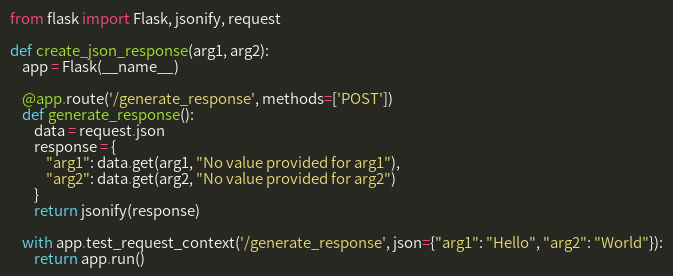 from flask import Flask, jsonify, request
def create_json_response(arg1, arg2):
    app = Flask(__name__)
    @app.route('/generate_response', methods=['POST'])
    def generate_response():
        data = request.json
        response = {
            "arg1": data.get(arg1, "No value provided for arg1"),
            "arg2": data.get(arg2, "No value provided for arg2")
        }
        return jsonify(response)
    with app.test_request_context('/generate_response', json={"arg1": "Hello", "arg2": "World"}):
        return app.run()